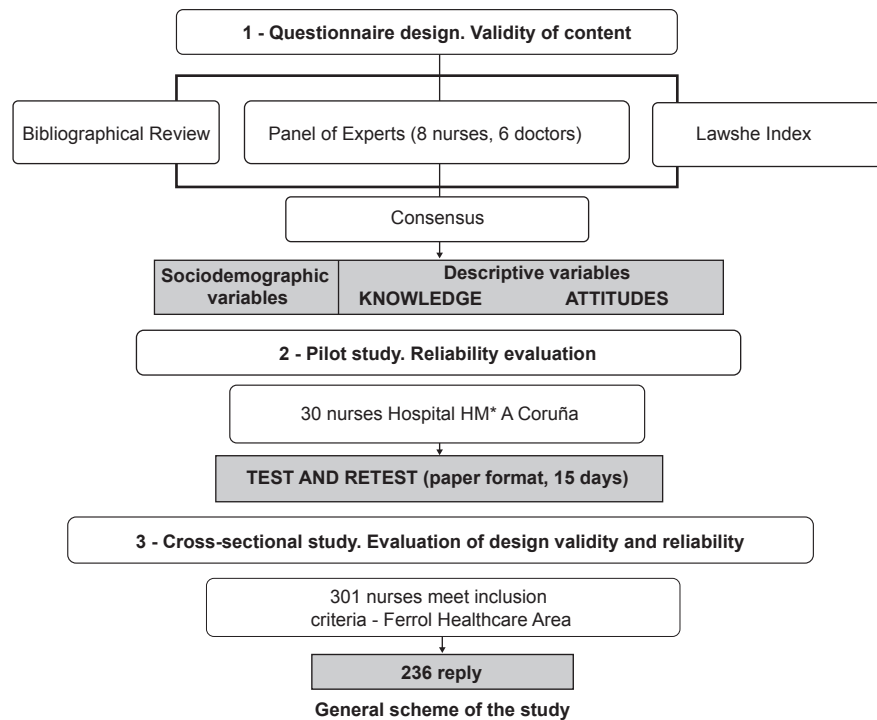 1 - Questionnaire design. Validity of content
Bibliographical Review
Panel of Experts (8 nurses, 6 doctors)
Lawshe Index
Consensus
Sociodemographic
variables
Descriptive variables
KNOWLEDGE ATTITUDES
2 - Pilot study. Reliability evaluation
30 nurses Hospital HM* A Coruña
TEST AND RETEST (paper format, 15 days)
3 - Cross-sectional study. Evaluation of design validity and reliability
301 nurses meet inclusion
criteria - Ferrol Healthcare Area
236 reply
General scheme of the study